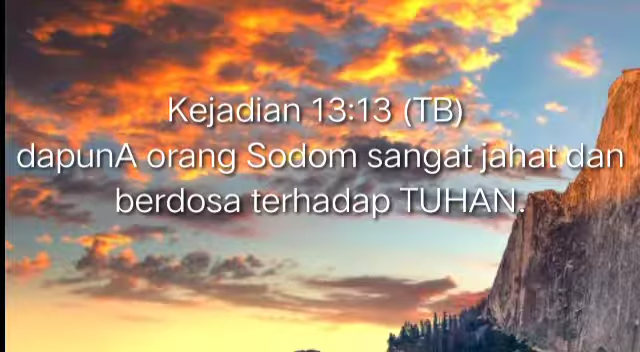 Kejadian 13:13 (TB)
dapunA orang Sodom sangat jahat dan
berdosa terhadap TUHAN.